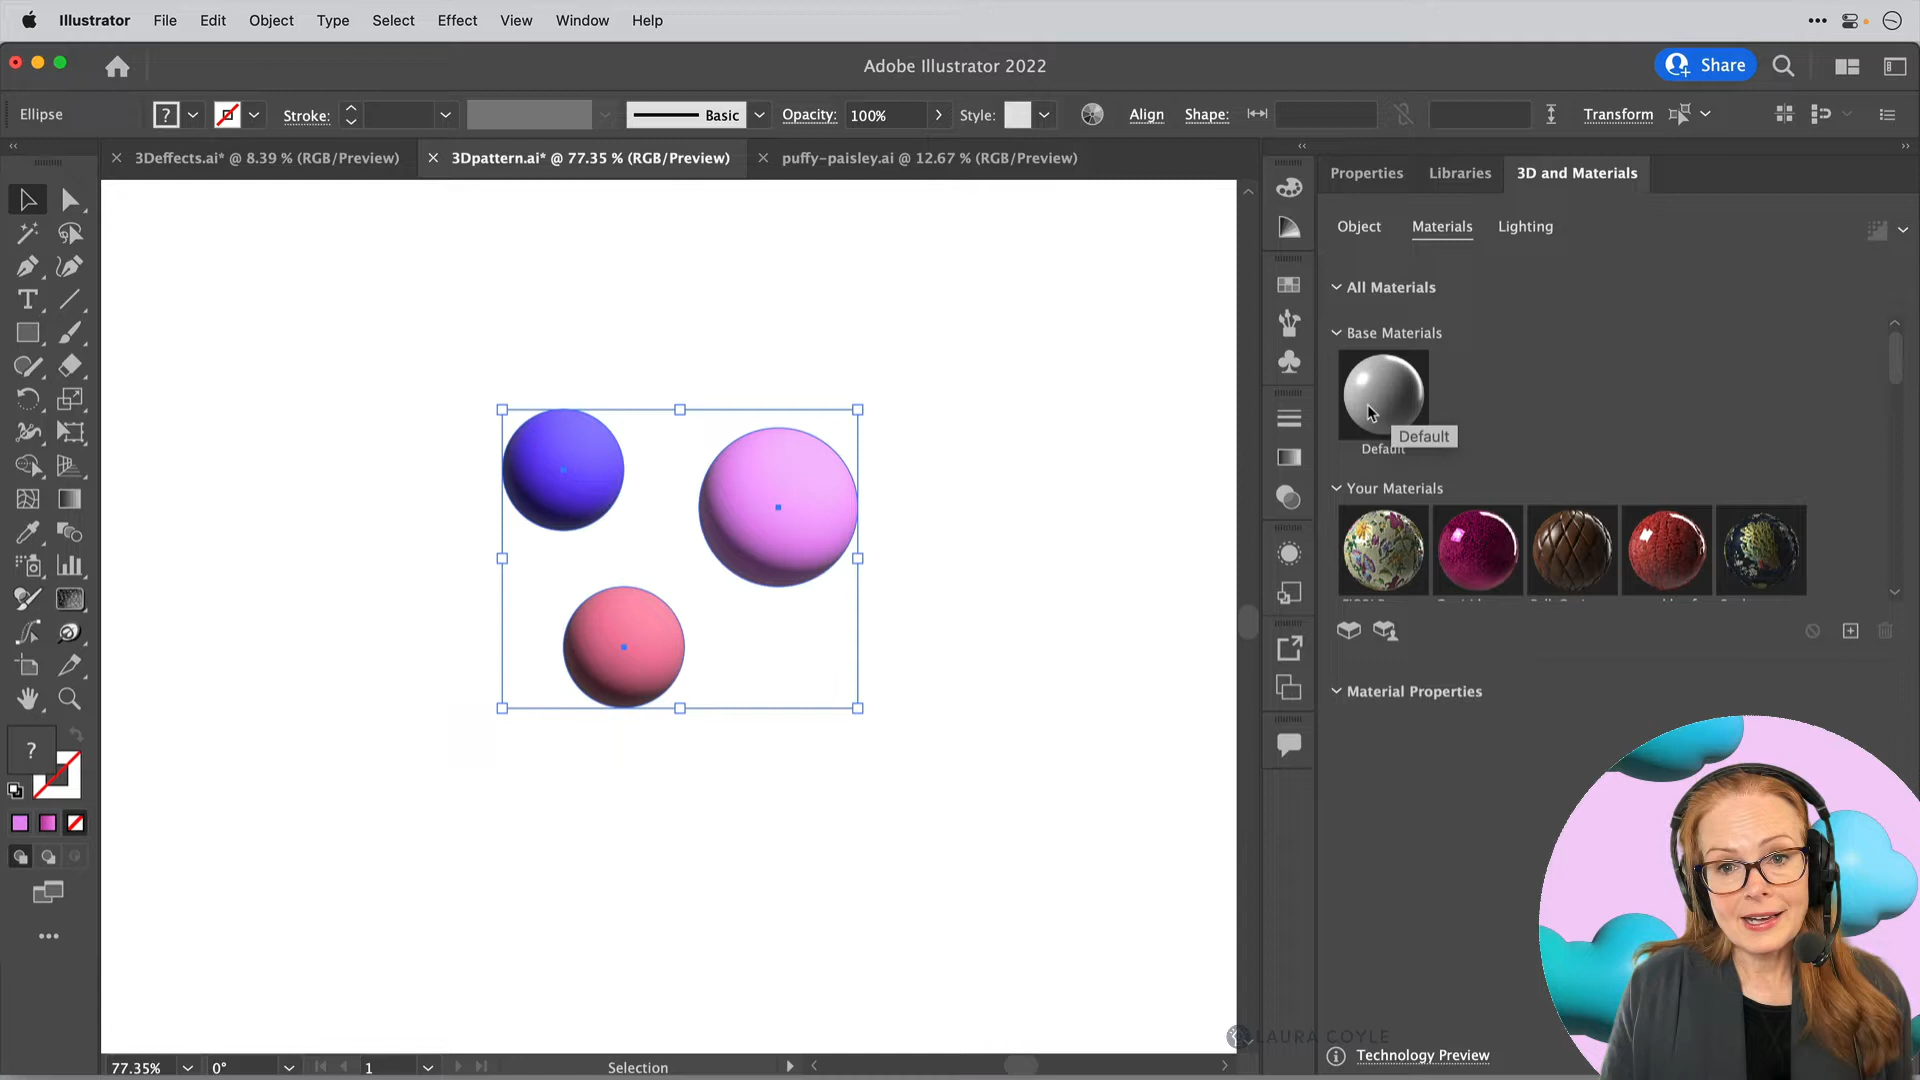 Illustrator File Edit Object Type Select Effect View Window Help
Adobe Illustrator 2022
Share
Ellipse
?
Stroke:
Basic
Opacity: 100%
Style:
Align
Shape:
Transform
3Deffects.ai* @ 8.39 % (RGB/Preview)
3Dpattern.ai* @ 77.35 % (RGB/Preview)
puffy-paisley.ai @ 12.67 % (RGB/Preview)
Properties Libraries 3D and Materials
Object Materials Lighting
All Materials
Base Materials
Default
Default
Your Materials
Material Properties
?
LAURA COYLE
Technology Preview
77.35% 0° 1 Selection